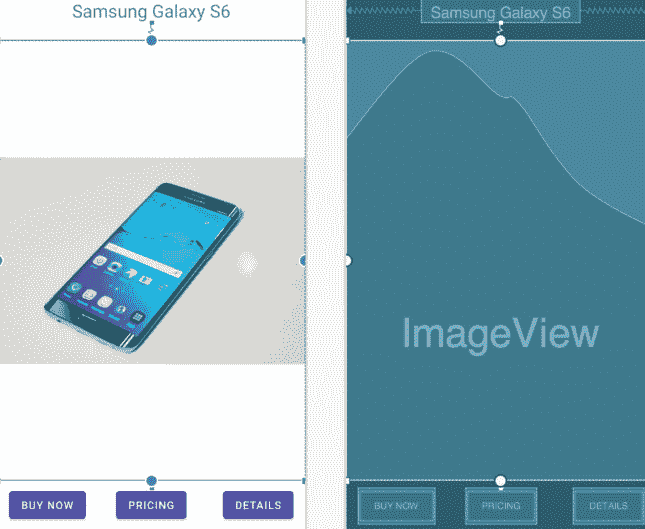 Samsung Galaxy S6
Samsung Galaxy S6
ImageView
BUY NOW
PRICING
DETAILS
BUY NOW
PRICING
DETAILS